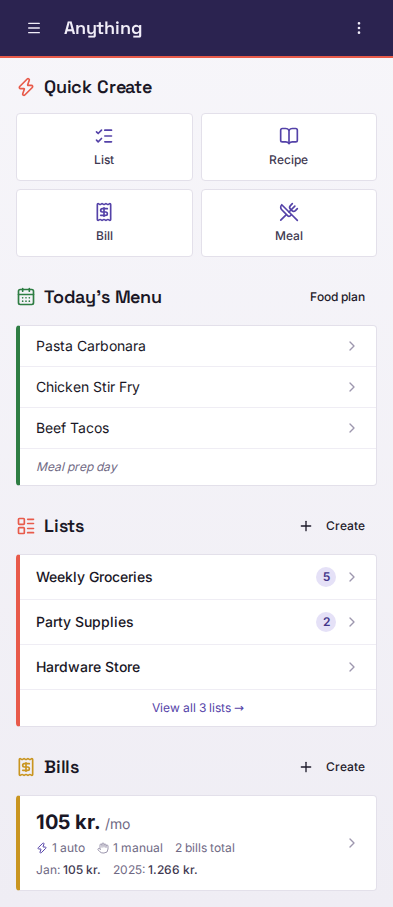 Anything
Quick Create
List
Recipe
Bill
Meal
Today's Menu
Food plan
Pasta Carbonara
Chicken Stir Fry
Beef Tacos
Meal prep day
Lists
+ Create
Weekly Groceries
5
Party Supplies
2
Hardware Store
View all 3 lists →
Bills
+ Create
105 kr. /mo
1 auto 1 manual 2 bills total
Jan: 105 kr. 2025: 1.266 kr.